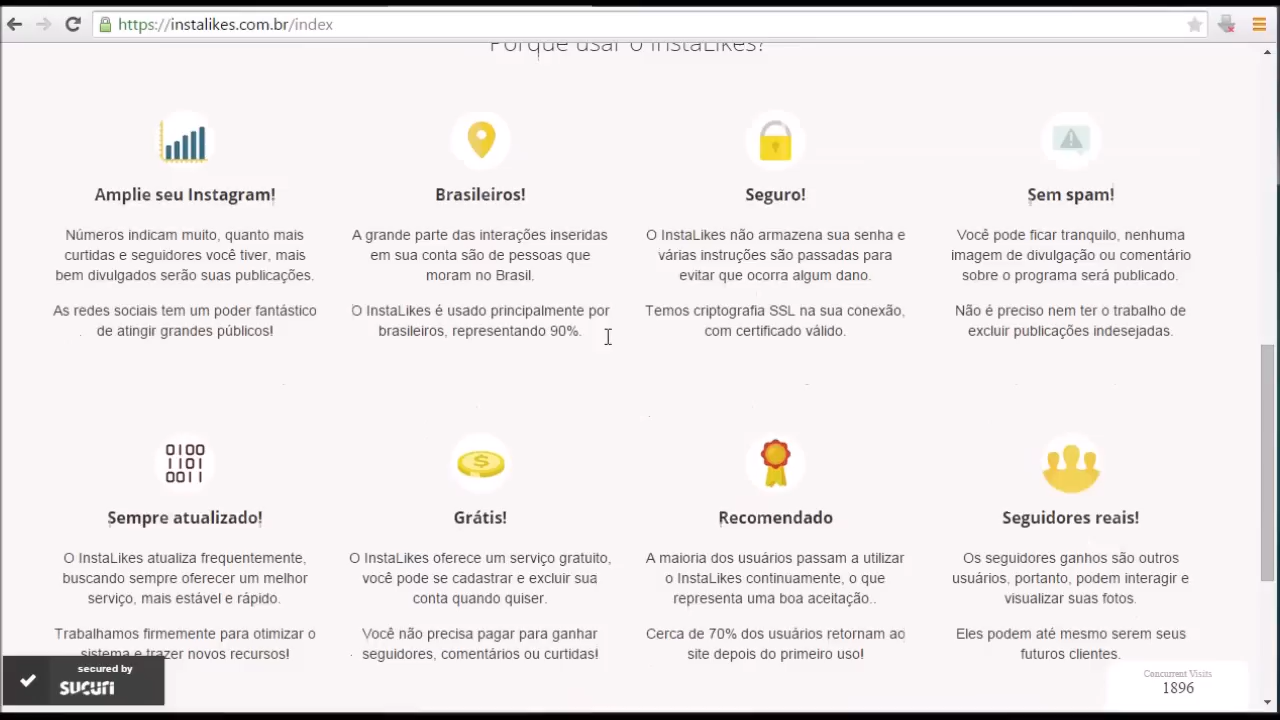 https://instalikes.com.br/index
Porque usar o InstaLikes?
Amplie seu Instagram!
Números indicam muito, quanto mais
curtidas e seguidores você tiver, mais
bem divulgados serão suas publicações.
As redes sociais tem um poder fantástico
de atingir grandes públicos!
Brasileiros!
A grande parte das interações inseridas
em sua conta são de pessoas que
moram no Brasil.
O InstaLikes é usado principalmente por
brasileiros, representando 90%.
Seguro!
O InstaLikes não armazena sua senha e
várias instruções são passadas para
evitar que ocorra algum dano.
Temos criptografia SSL na sua conexão,
com certificado válido.
Sem spam!
Você pode ficar tranquilo, nenhuma
imagem de divulgação ou comentário
sobre o programa será publicado.
Não é preciso nem ter o trabalho de
excluir publicações indesejadas.
0100
1101
0011
Sempre atualizado!
O InstaLikes atualiza frequentemente,
buscando sempre oferecer um melhor
serviço, mais estável e rápido.
Trabalhamos firmemente para otimizar o
sistema e trazer novos recursos!
$
Grátis!
O InstaLikes oferece um serviço gratuito,
você pode se cadastrar e excluir sua
conta quando quiser.
Você não precisa pagar para ganhar
seguidores, comentários ou curtidas!
Recomendado
A maioria dos usuários passam a utilizar
o InstaLikes continuamente, o que
representa uma boa aceitação..
Cerca de 70% dos usuários retornam ao
site depois do primeiro uso!
Seguidores reais!
Os seguidores ganhos são outros
usuários, portanto, podem interagir e
visualizar suas fotos.
Eles podem até mesmo serem seus
futuros clientes.
secured by
sucuri
Concurrent Visits
1896